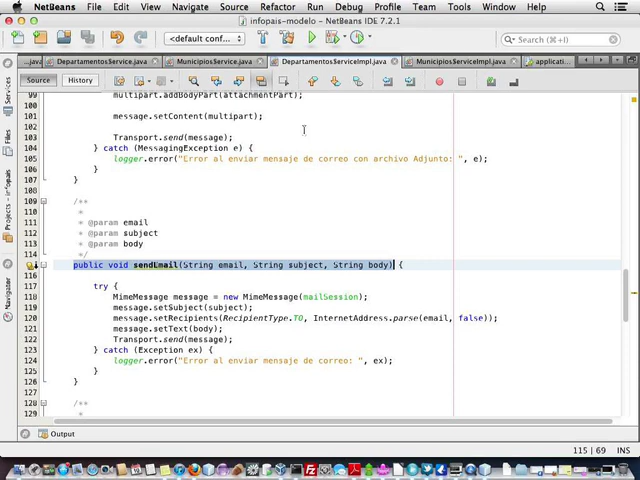 NetBeans File Edit View Navigate Source Refactor Run Debug Profile Team Tools Window Help
infopais-modelo - NetBeans IDE 7.2.1
<default conf...>
Search (⌘+I)
...java DepartamentosService.java MunicipiosService.java DepartamentosServiceImpl.java MunicipiosServiceImpl.java
Source History
Services
Files
Projects - infopais
Navigator
99 multipart.addBodyPart(attachmentPart);
100
101 message.setContent(multipart);
102
103 Transport.send(message);
104 } catch (MessagingException e) {
105 logger.error("Error al enviar mensaje de correo con archivo Adjunto: ", e);
106 }
107 }
108
109 /**
110 *
111 * @param email
112 * @param subject
113 * @param body
114 */
public void sendEmail(String email, String subject, String body) {
116
117 try {
118 MimeMessage message = new MimeMessage(mailSession);
119 message.setSubject(subject);
120 message.setRecipients(RecipientType.TO, InternetAddress.parse(email, false));
121 message.setText(body);
122 Transport.send(message);
123 } catch (Exception ex) {
124 logger.error("Error al enviar mensaje de correo: ", ex);
125 }
126 }
127
128 /**
129 *
Output
115 | 69 INS